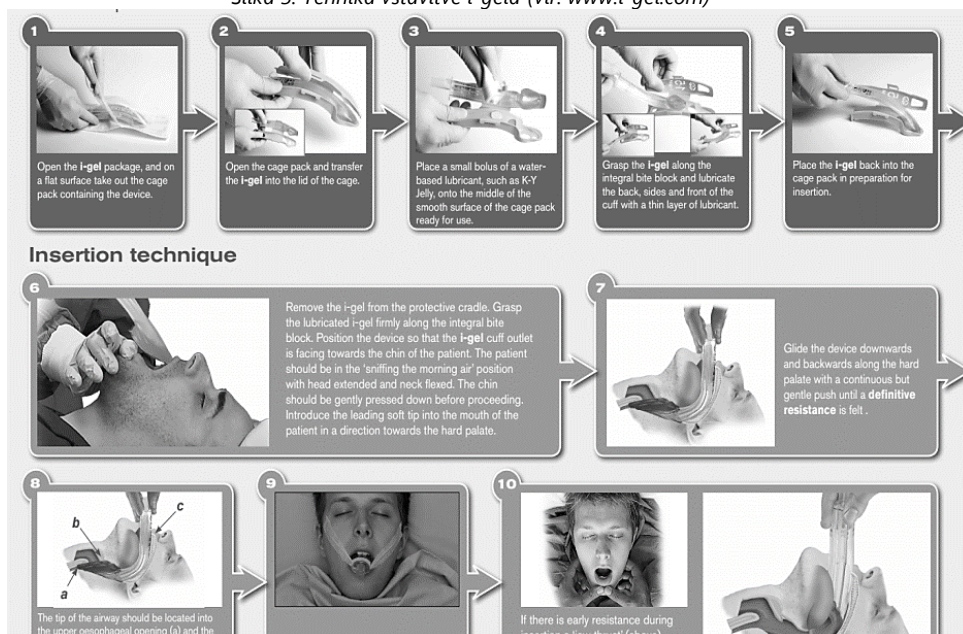 Slika 5: Tehnika vstavitve i-gela (vir: www.i-gel.com)
1
2
3
4
5
Open the i-gel package, and on
a flat surface take out the cage
pack containing the device.
Open the cage pack and transfer
the i-gel into the lid of the cage.
Place a small bolus of a water-
based lubricant, such as K-Y
Jelly, onto the middle of the
smooth surface of the cage pack
ready for use.
Grasp the i-gel along the
integral bite block and lubricate
the back, sides and front of the
cuff with a thin layer of lubricant.
Place the i-gel back into the
cage pack in preparation for
insertion.
Insertion technique
6
Remove the i-gel from the protective cradle. Grasp
the lubricated i-gel firmly along the integral bite
block. Position the device so that the i-gel cuff outlet
is facing towards the chin of the patient. The patient
should be in the 'sniffing the morning air' position
with head extended and neck flexed. The chin
should be gently pressed down before proceeding.
Introduce the leading soft tip into the mouth of the
patient in a direction towards the hard palate.
7
Glide the device downwards
and backwards along the hard
palate with a continuous but
gentle push until a definitive
resistance is felt .
8
a
b
c
The tip of the airway should be located into
the upper oesophageal opening (a) and the
9
10
If there is early resistance during